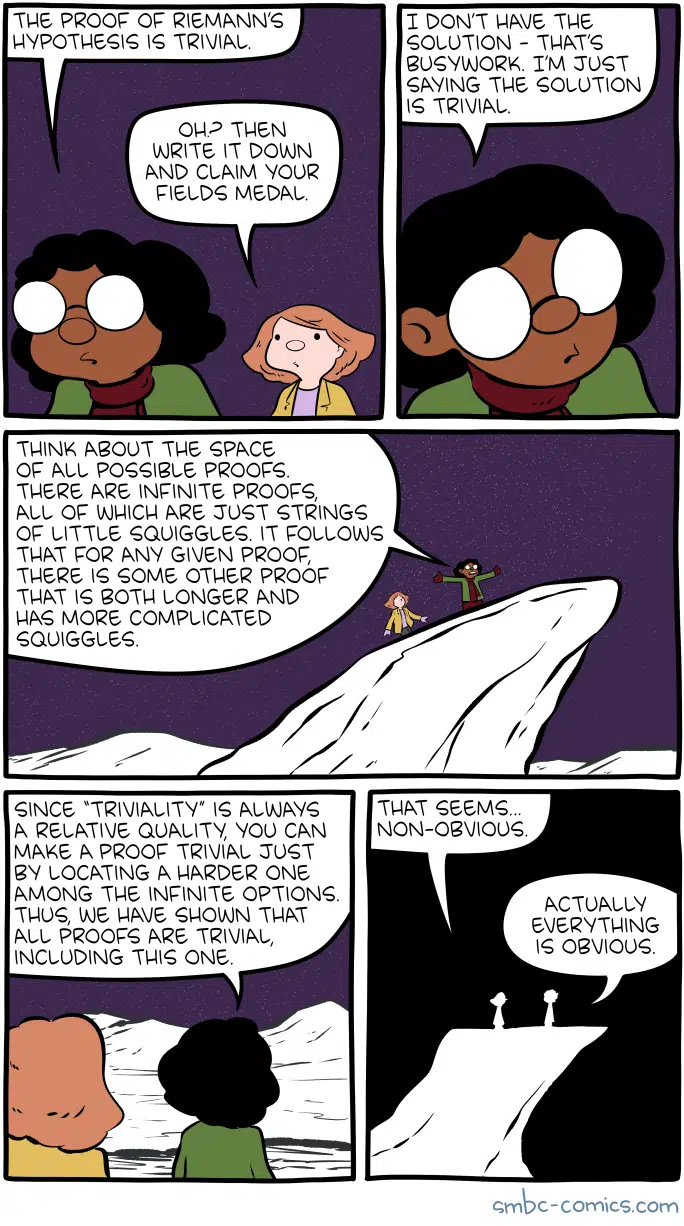 THE PROOF OF RIEMANN'S
HYPOTHESIS IS TRIVIAL.
OH? THEN
WRITE IT DOWN
AND CLAIM YOUR
FIELDS MEDAL.
I DON'T HAVE THE
SOLUTION - THAT'S
BUSYWORK. I'M JUST
SAYING THE SOLUTION
IS TRIVIAL.
THINK ABOUT THE SPACE
OF ALL POSSIBLE PROOFS.
THERE ARE INFINITE PROOFS,
ALL OF WHICH ARE JUST STRINGS
OF LITTLE SQUIGGLES. IT FOLLOWS
THAT FOR ANY GIVEN PROOF,
THERE IS SOME OTHER PROOF
THAT IS BOTH LONGER AND
HAS MORE COMPLICATED
SQUIGGLES.
SINCE "TRIVIALITY" IS ALWAYS
A RELATIVE QUALITY, YOU CAN
MAKE A PROOF TRIVIAL JUST
BY LOCATING A HARDER ONE
AMONG THE INFINITE OPTIONS.
THUS, WE HAVE SHOWN THAT
ALL PROOFS ARE TRIVIAL,
INCLUDING THIS ONE.
THAT SEEMS...
NON-OBVIOUS.
ACTUALLY
EVERYTHING
IS OBVIOUS.
smbc-comics.com